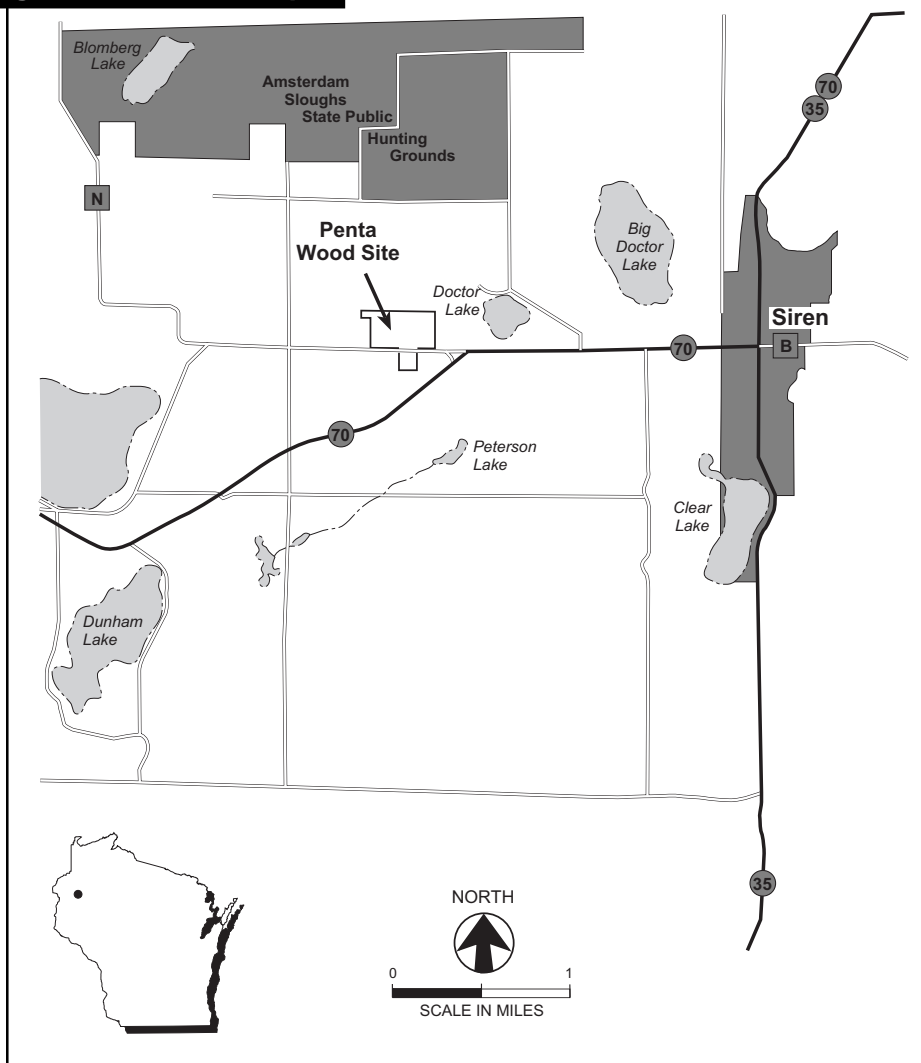 Blomberg
Lake
Amsterdam
Sloughs
State Public
Hunting
Grounds
70
35
N
Penta
Wood Site
Big
Doctor
Lake
Doctor
Lake
Siren
70
B
70
Peterson
Lake
Clear
Lake
Dunham
Lake
35
NORTH
0 1
SCALE IN MILES